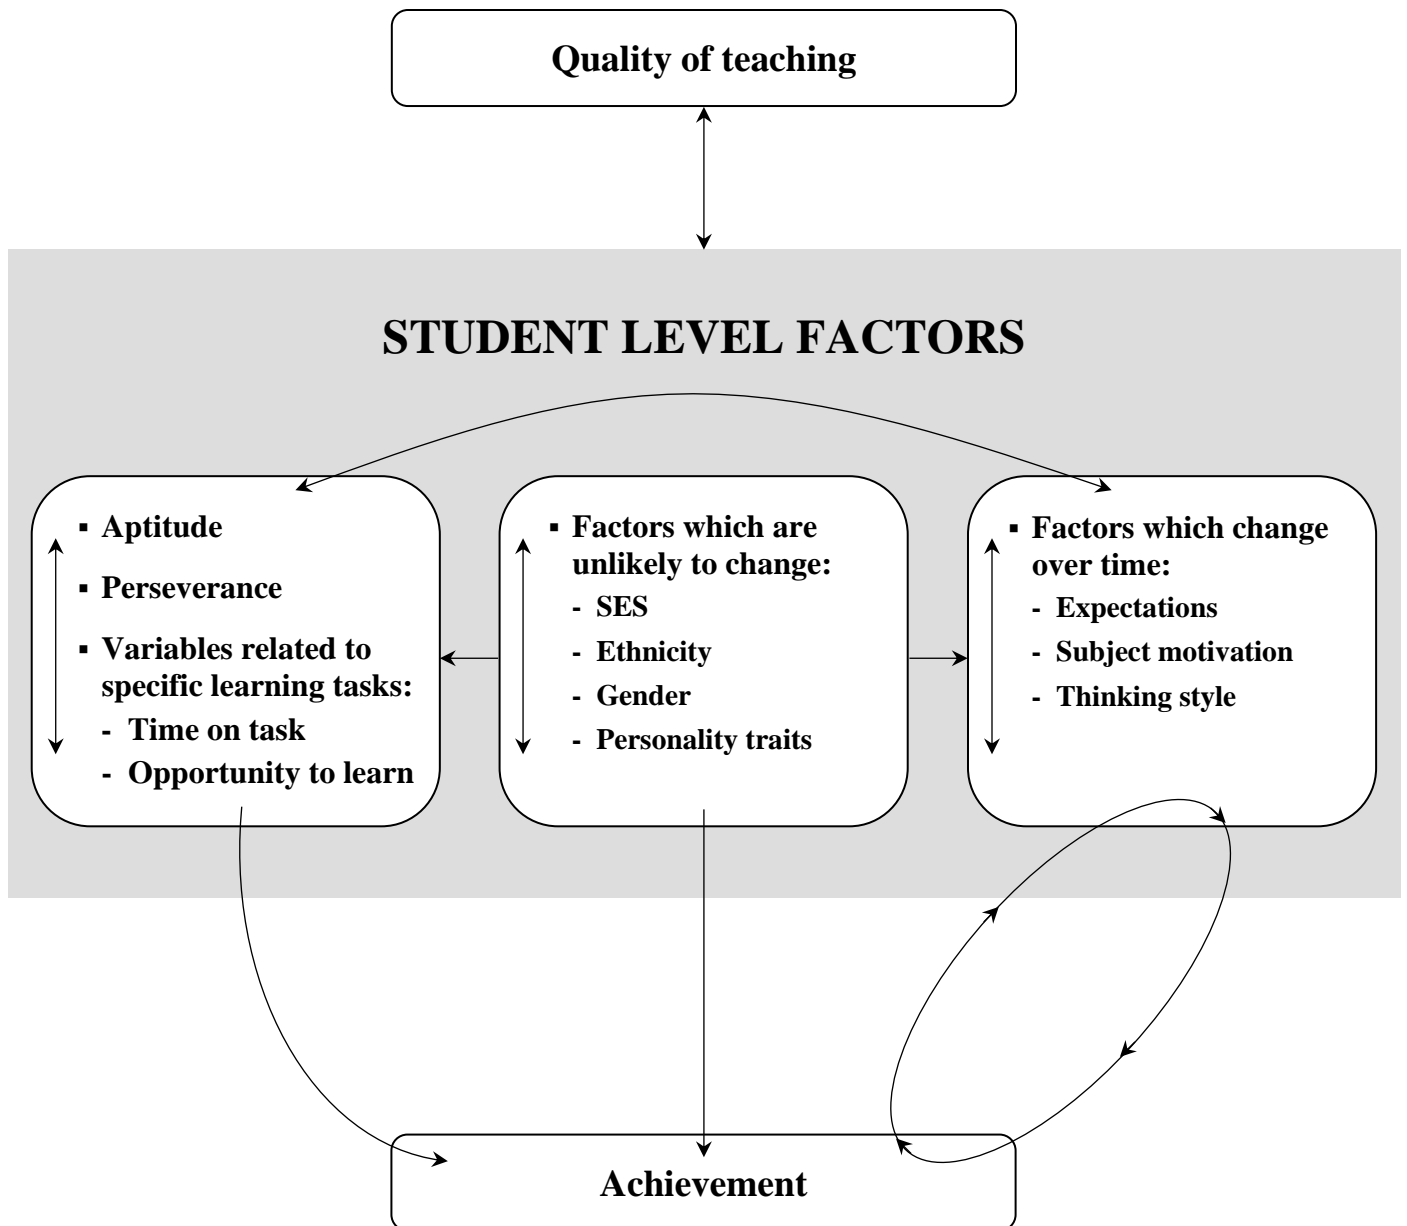 Quality of teaching
STUDENT LEVEL FACTORS
▪ Aptitude
▪ Perseverance
▪ Variables related to
specific learning tasks:
- Time on task
- Opportunity to learn
▪ Factors which are
unlikely to change:
- SES
- Ethnicity
- Gender
- Personality traits
▪ Factors which change
over time:
- Expectations
- Subject motivation
- Thinking style
Achievement